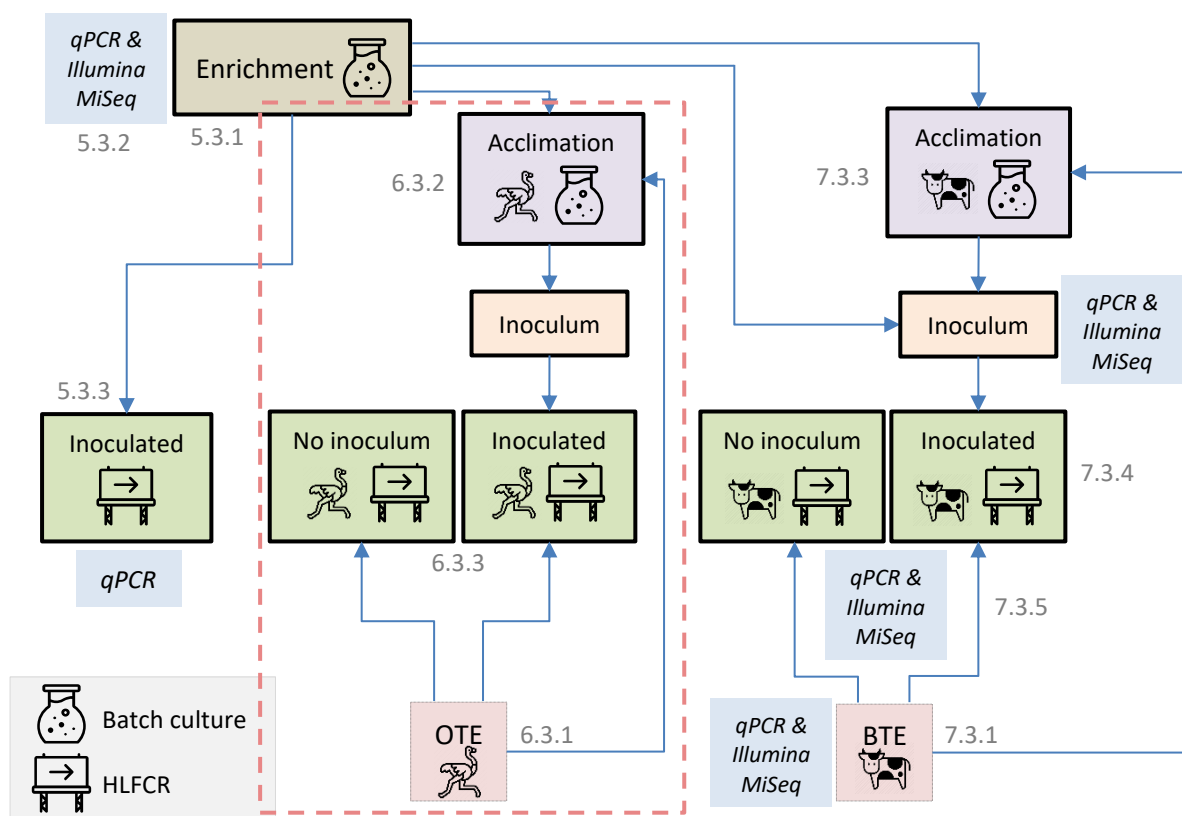 qPCR &
Illumina
MiSeq
5.3.2
Enrichment
5.3.1
Acclimation
6.3.2
Acclimation
7.3.3
Inoculum
Inoculum
qPCR &
Illumina
MiSeq
5.3.3
Inoculated
qPCR
No inoculum
Inoculated
6.3.3
No inoculum
Inoculated
7.3.4
qPCR &
Illumina
MiSeq
7.3.5
Batch culture
HLFCR
OTE
6.3.1
qPCR &
Illumina
MiSeq
BTE
7.3.1